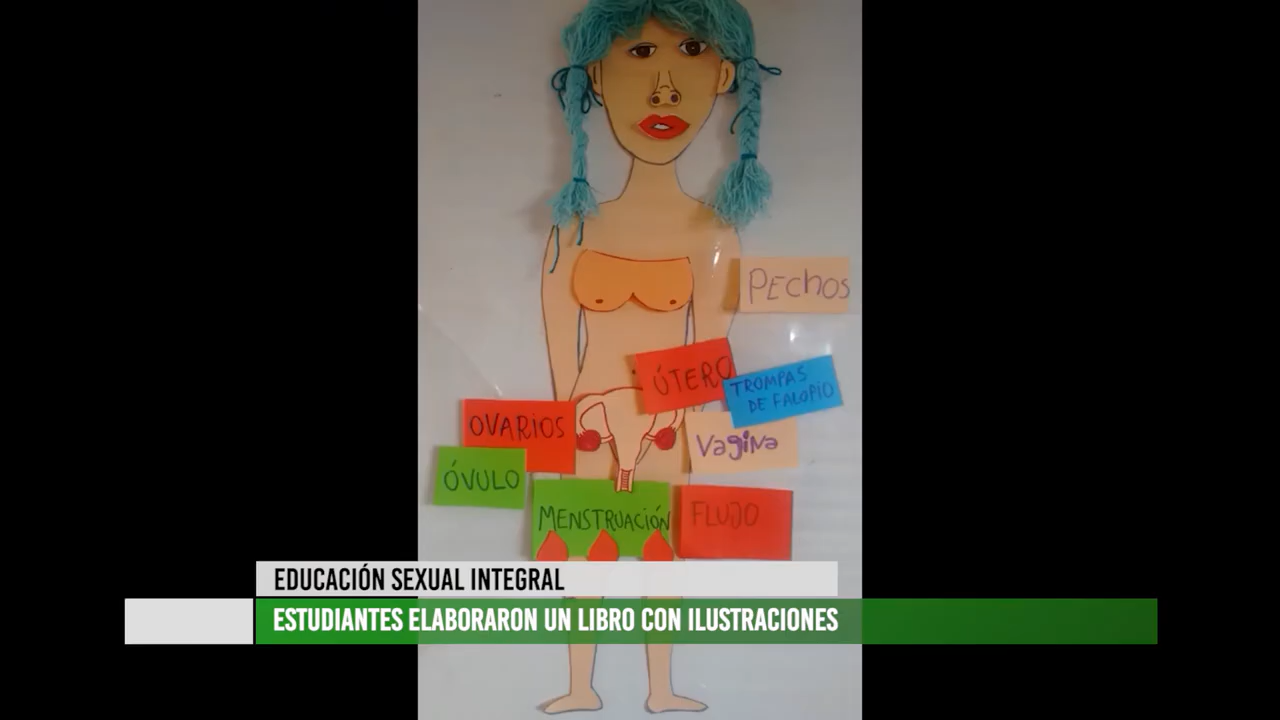 PEchoS
ÚTERO
TROMPAS
DE FALOPIO
OVARIOS
VagiNa
ÓVULO
MENSTRUACIÓN
FLUJO
EDUCACIÓN SEXUAL INTEGRAL
ESTUDIANTES ELABORARON UN LIBRO CON ILUSTRACIONES